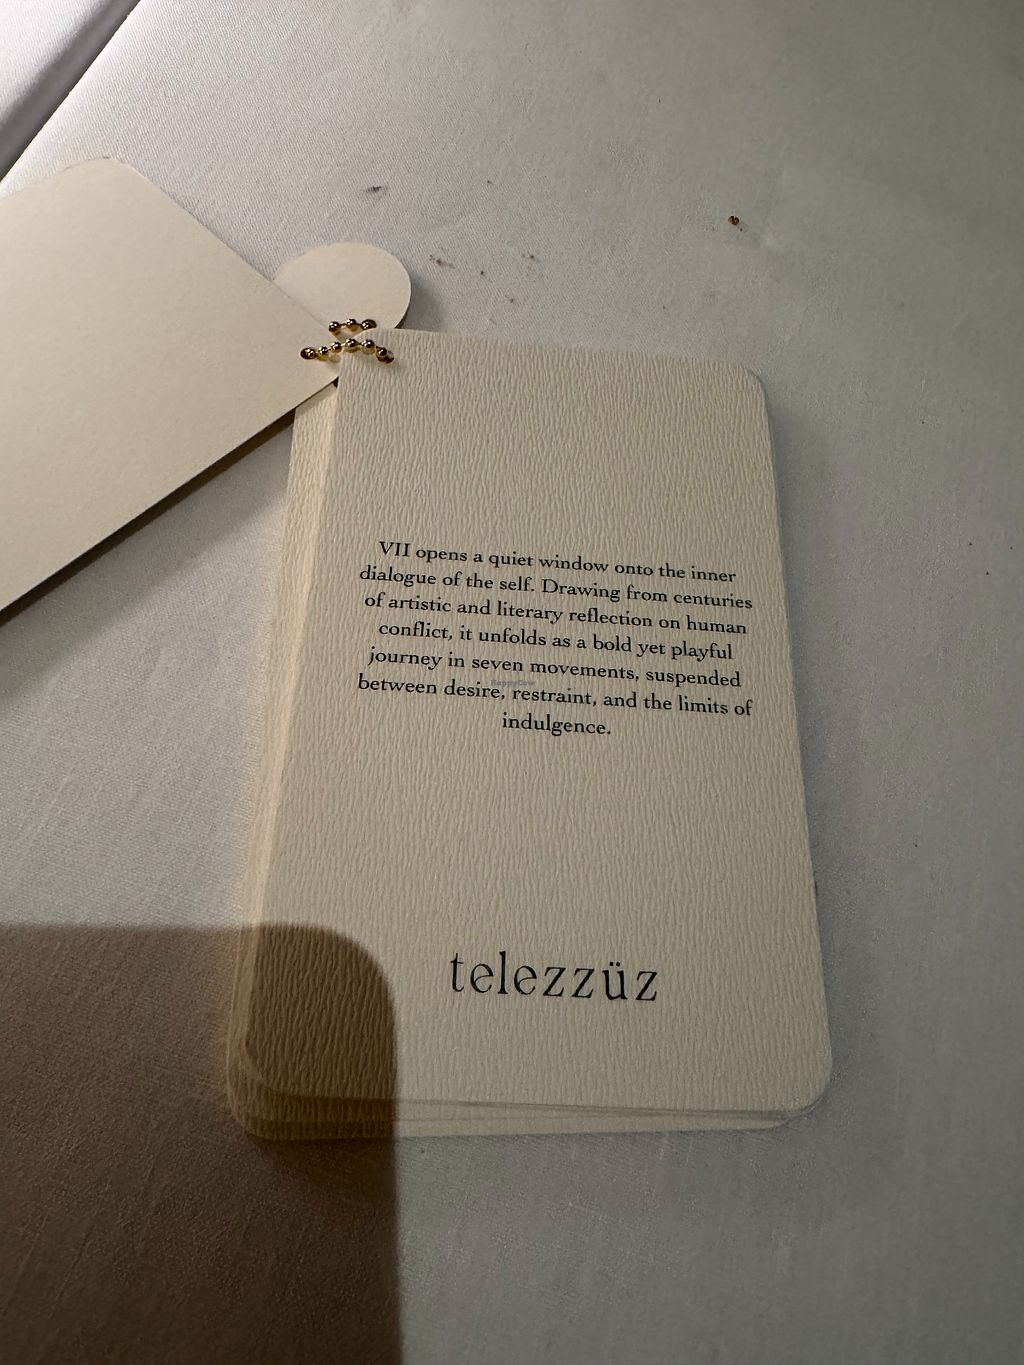 VII opens a quiet window onto the inner
dialogue of the self. Drawing from centuries
of artistic and literary reflection on human
conflict, it unfolds as a bold yet playful
journey in seven movements, suspended
HappyCow
between desire, restraint, and the limits of
indulgence.
telezzüz